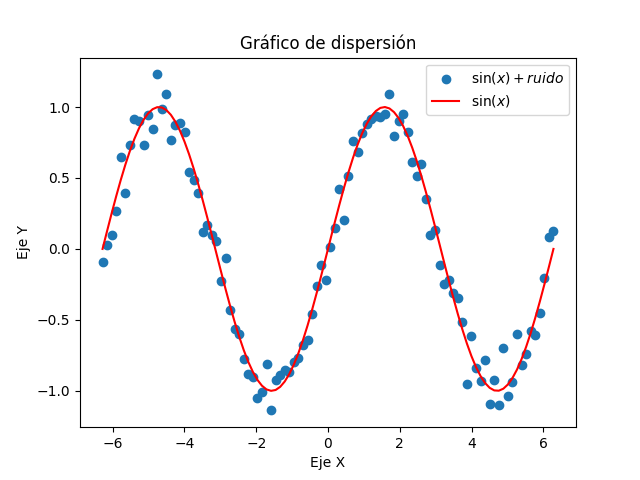 Gráfico de dispersión
sin(x) + ruido
sin(x)
1.0
0.5
0.0
−0.5
−1.0
Eje Y
−6 −4 −2 0 2 4 6
Eje X